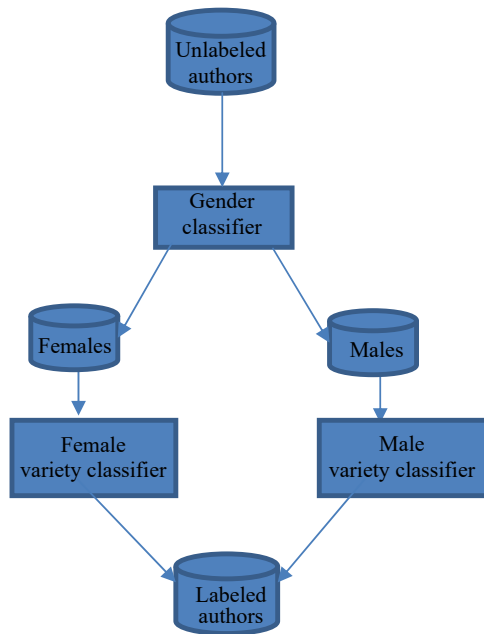 Unlabeled
authors
Gender
classifier
Females
Males
Female
variety classifier
Male
variety classifier
Labeled
authors